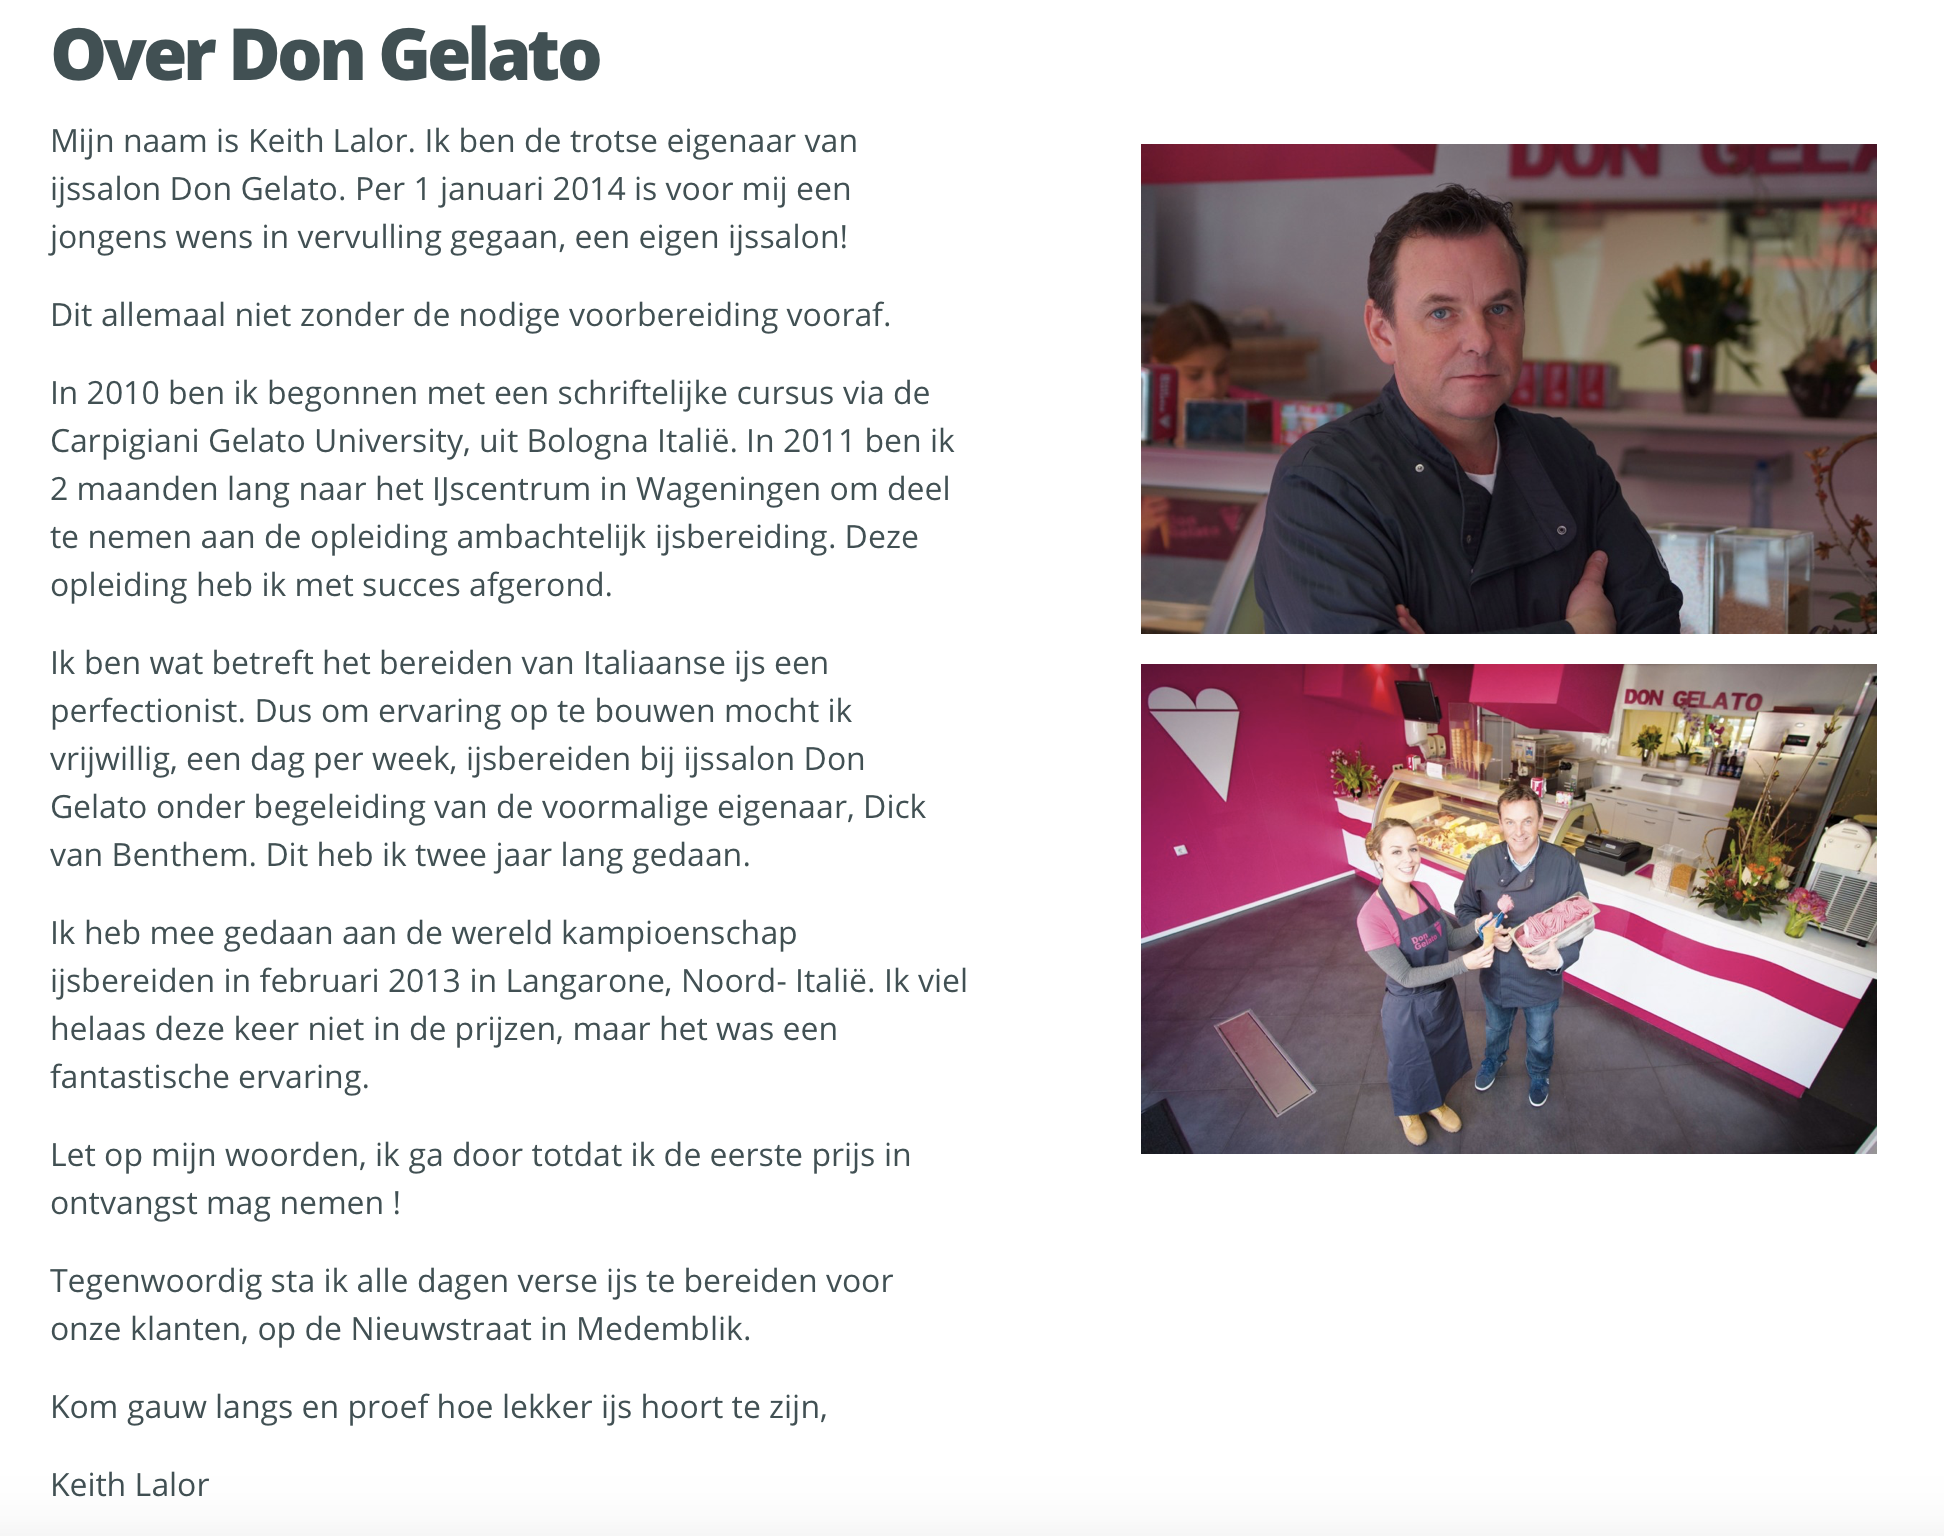 Over Don Gelato
Mijn naam is Keith Lalor. Ik ben de trotse eigenaar van
ijssalon Don Gelato. Per 1 januari 2014 is voor mij een
jongens wens in vervulling gegaan, een eigen ijssalon!
Dit allemaal niet zonder de nodige voorbereiding vooraf.
In 2010 ben ik begonnen met een schriftelijke cursus via de
Carpigiani Gelato University, uit Bologna Italië. In 2011 ben ik
2 maanden lang naar het IJscentrum in Wageningen om deel
te nemen aan de opleiding ambachtelijk ijsbereiding. Deze
opleiding heb ik met succes afgerond.
Ik ben wat betreft het bereiden van Italiaanse ijs een
perfectionist. Dus om ervaring op te bouwen mocht ik
vrijwillig, een dag per week, ijsbereiden bij ijssalon Don
Gelato onder begeleiding van de voormalige eigenaar, Dick
van Benthem. Dit heb ik twee jaar lang gedaan.
Ik heb mee gedaan aan de wereld kampioenschap
ijsbereiden in februari 2013 in Langarone, Noord- Italië. Ik viel
helaas deze keer niet in de prijzen, maar het was een
fantastische ervaring.
Let op mijn woorden, ik ga door totdat ik de eerste prijs in
ontvangst mag nemen !
Tegenwoordig sta ik alle dagen verse ijs te bereiden voor
onze klanten, op de Nieuwstraat in Medemblik.
Kom gauw langs en proef hoe lekker ijs hoort te zijn,
Keith Lalor
DON GELA
DON GELATO
Don
Gelato